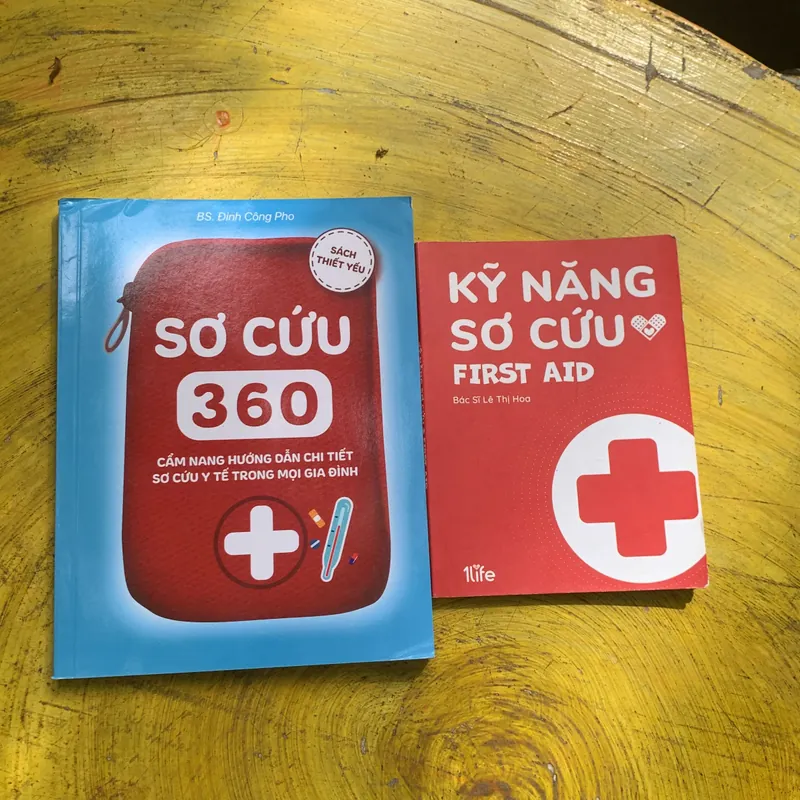 BS. Đinh Công Pho
SÁCH
THIẾT YẾU
SƠ CỨU
360
CẨM NANG HƯỚNG DẪN CHI TIẾT
SƠ CỨU Y TẾ TRONG MỌI GIA ĐÌNH
KỸ NĂNG
SƠ CỨU
FIRST AID
Bác Sĩ Lê Thị Hoa
1life